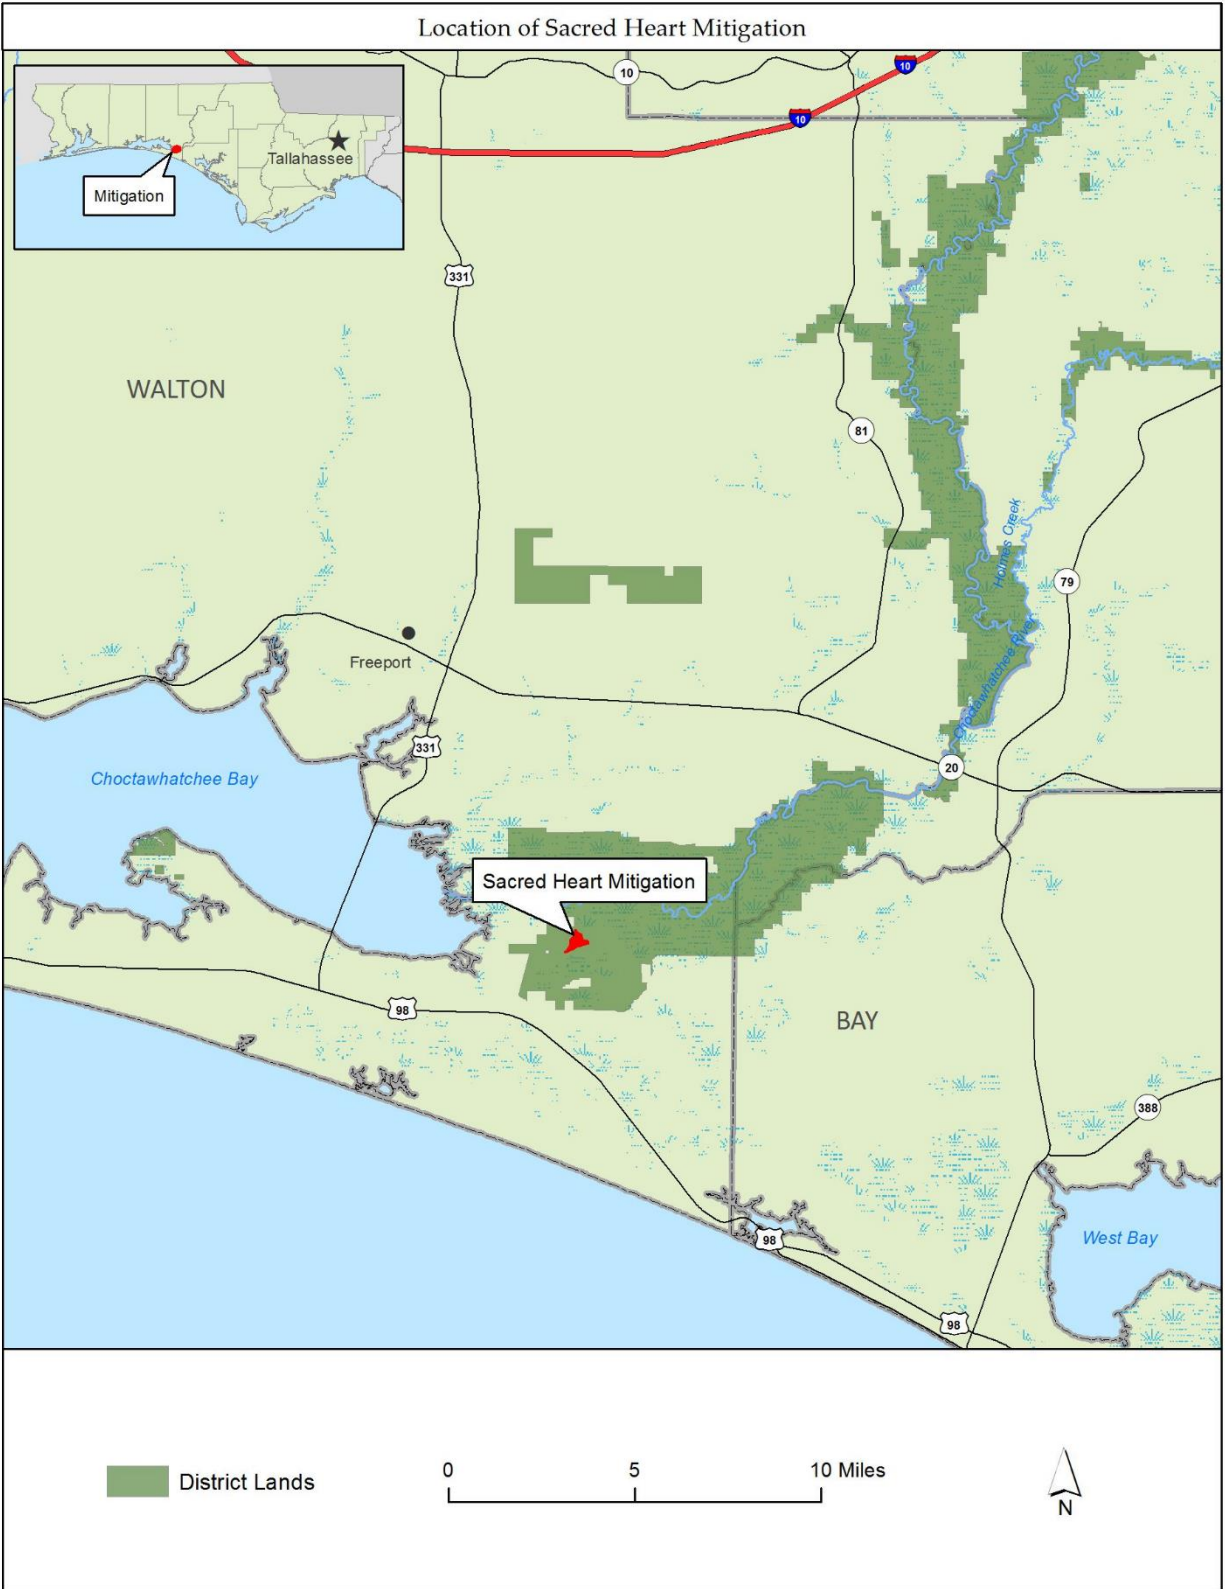 Location of Sacred Heart Mitigation
10
10
10
Tallahassee
Mitigation
331
WALTON
81
Holmes Creek
79
Freeport
Choctawhatchee River
331
20
Choctawhatchee Bay
Sacred Heart Mitigation
98
BAY
388
98
West Bay
98
District Lands
0 5 10 Miles
N